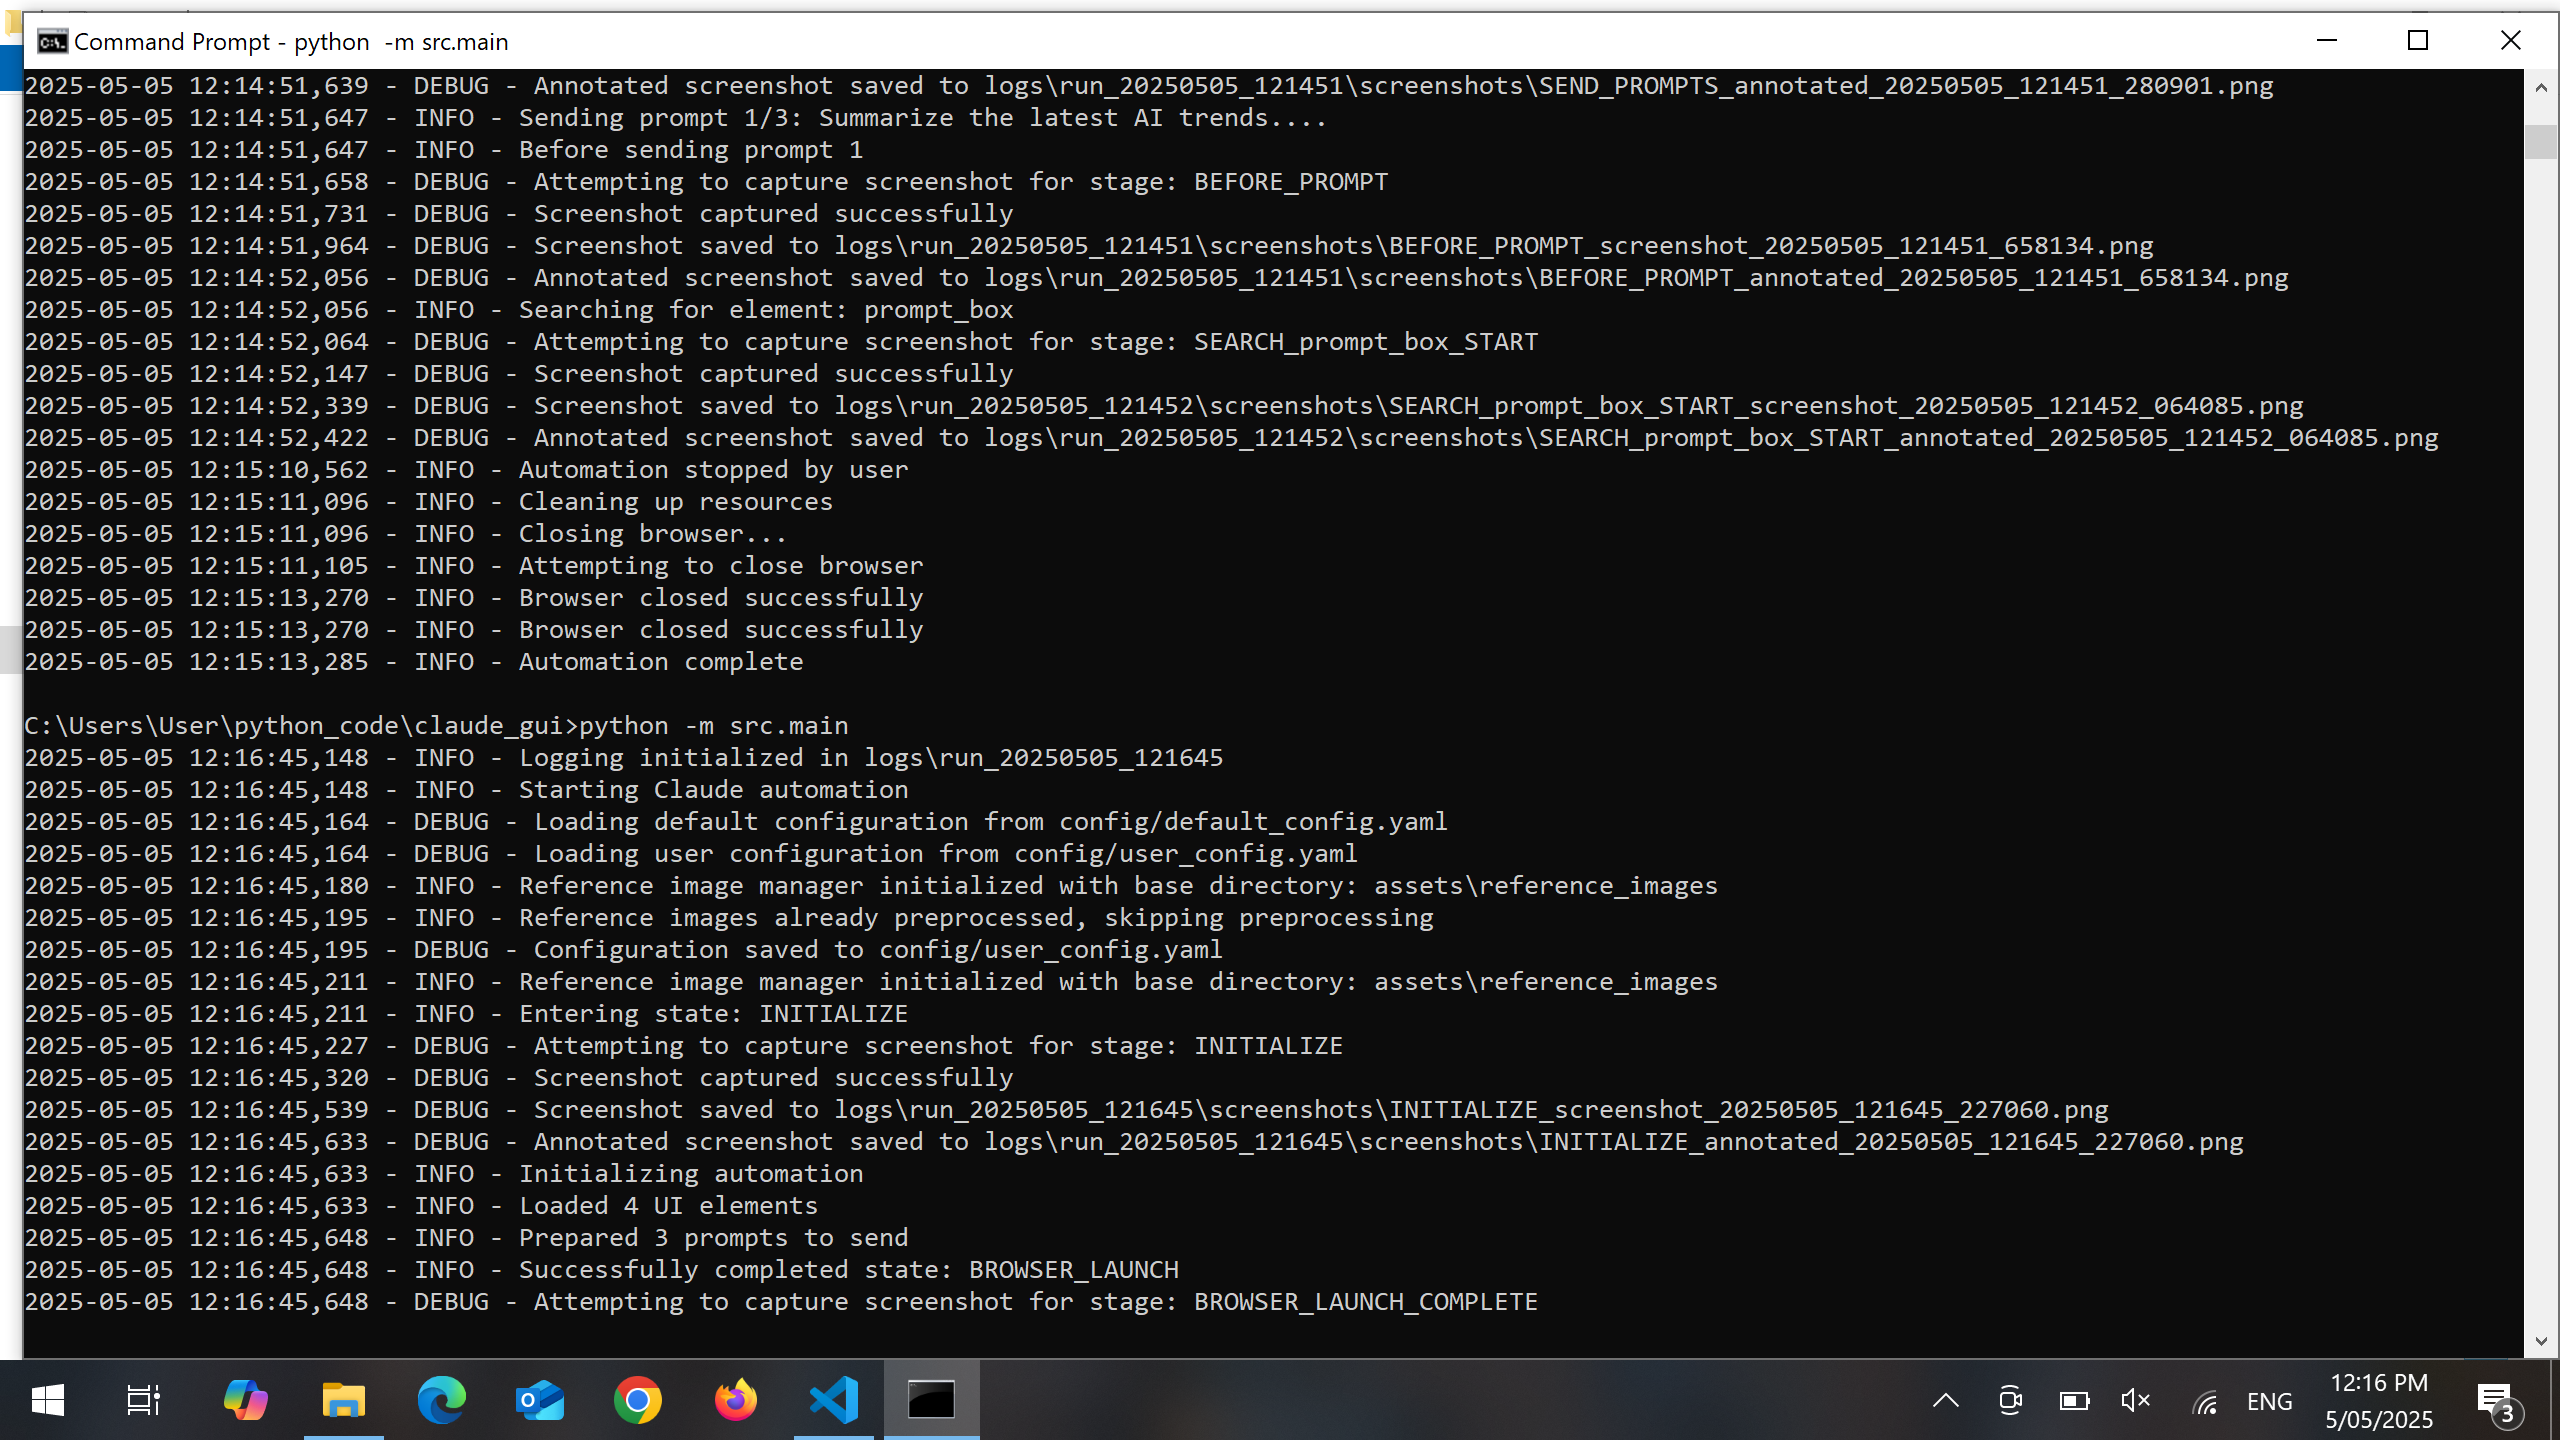 Command Prompt - python  -m src.main
2025-05-05 12:14:51,639 - DEBUG - Annotated screenshot saved to logs\run_20250505_121451\screenshots\SEND_PROMPTS_annotated_20250505_121451_280901.png
2025-05-05 12:14:51,647 - INFO - Sending prompt 1/3: Summarize the latest AI trends....
2025-05-05 12:14:51,647 - INFO - Before sending prompt 1
2025-05-05 12:14:51,658 - DEBUG - Attempting to capture screenshot for stage: BEFORE_PROMPT
2025-05-05 12:14:51,731 - DEBUG - Screenshot captured successfully
2025-05-05 12:14:51,964 - DEBUG - Screenshot saved to logs\run_20250505_121451\screenshots\BEFORE_PROMPT_screenshot_20250505_121451_658134.png
2025-05-05 12:14:52,056 - DEBUG - Annotated screenshot saved to logs\run_20250505_121451\screenshots\BEFORE_PROMPT_annotated_20250505_121451_658134.png
2025-05-05 12:14:52,056 - INFO - Searching for element: prompt_box
2025-05-05 12:14:52,064 - DEBUG - Attempting to capture screenshot for stage: SEARCH_prompt_box_START
2025-05-05 12:14:52,147 - DEBUG - Screenshot captured successfully
2025-05-05 12:14:52,339 - DEBUG - Screenshot saved to logs\run_20250505_121452\screenshots\SEARCH_prompt_box_START_screenshot_20250505_121452_064085.png
2025-05-05 12:14:52,422 - DEBUG - Annotated screenshot saved to logs\run_20250505_121452\screenshots\SEARCH_prompt_box_START_annotated_20250505_121452_064085.png
2025-05-05 12:15:10,562 - INFO - Automation stopped by user
2025-05-05 12:15:11,096 - INFO - Cleaning up resources
2025-05-05 12:15:11,096 - INFO - Closing browser...
2025-05-05 12:15:11,105 - INFO - Attempting to close browser
2025-05-05 12:15:13,270 - INFO - Browser closed successfully
2025-05-05 12:15:13,270 - INFO - Browser closed successfully
2025-05-05 12:15:13,285 - INFO - Automation complete
C:\Users\User\python_code\claude_gui>python -m src.main
2025-05-05 12:16:45,148 - INFO - Logging initialized in logs\run_20250505_121645
2025-05-05 12:16:45,148 - INFO - Starting Claude automation
2025-05-05 12:16:45,164 - DEBUG - Loading default configuration from config/default_config.yaml
2025-05-05 12:16:45,164 - DEBUG - Loading user configuration from config/user_config.yaml
2025-05-05 12:16:45,180 - INFO - Reference image manager initialized with base directory: assets\reference_images
2025-05-05 12:16:45,195 - INFO - Reference images already preprocessed, skipping preprocessing
2025-05-05 12:16:45,195 - DEBUG - Configuration saved to config/user_config.yaml
2025-05-05 12:16:45,211 - INFO - Reference image manager initialized with base directory: assets\reference_images
2025-05-05 12:16:45,211 - INFO - Entering state: INITIALIZE
2025-05-05 12:16:45,227 - DEBUG - Attempting to capture screenshot for stage: INITIALIZE
2025-05-05 12:16:45,320 - DEBUG - Screenshot captured successfully
2025-05-05 12:16:45,539 - DEBUG - Screenshot saved to logs\run_20250505_121645\screenshots\INITIALIZE_screenshot_20250505_121645_227060.png
2025-05-05 12:16:45,633 - DEBUG - Annotated screenshot saved to logs\run_20250505_121645\screenshots\INITIALIZE_annotated_20250505_121645_227060.png
2025-05-05 12:16:45,633 - INFO - Initializing automation
2025-05-05 12:16:45,633 - INFO - Loaded 4 UI elements
2025-05-05 12:16:45,648 - INFO - Prepared 3 prompts to send
2025-05-05 12:16:45,648 - INFO - Successfully completed state: BROWSER_LAUNCH
2025-05-05 12:16:45,648 - DEBUG - Attempting to capture screenshot for stage: BROWSER_LAUNCH_COMPLETE
ENG
12:16 PM
5/05/2025
3